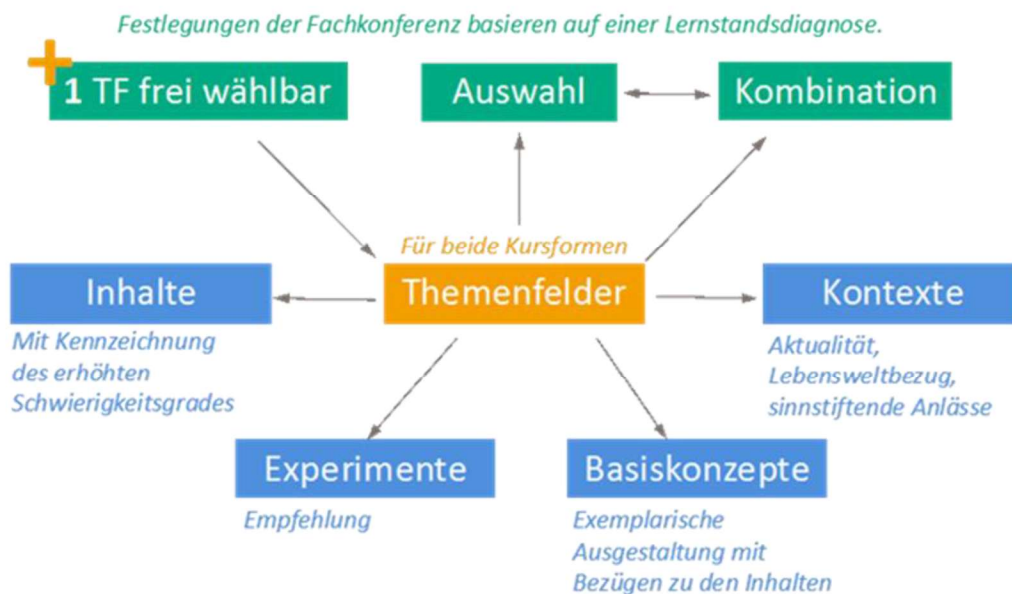 Festlegungen der Fachkonferenz basieren auf einer Lernstandsdiagnose.
1 TF frei wählbar
Auswahl
Kombination
Für beide Kursformen
Inhalte
Themenfelder
Kontexte
Mit Kennzeichnung
des erhöhten
Schwierigkeitsgrades
Aktualität,
Lebensweltbezug,
sinnstiftende Anlässe
Experimente
Basiskonzepte
Empfehlung
Exemplarische
Ausgestaltung mit
Bezügen zu den Inhalten